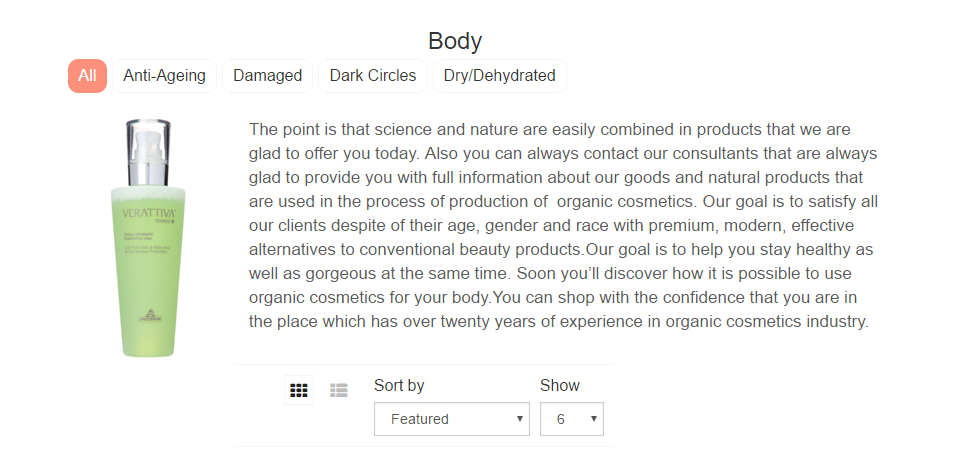 Body
All Anti-Ageing Damaged Dark Circles Dry/Dehydrated
VERATTIVA
The point is that science and nature are easily combined in products that we are
glad to offer you today. Also you can always contact our consultants that are always
glad to provide you with full information about our goods and natural products that
are used in the process of production of  organic cosmetics. Our goal is to satisfy all
our clients despite of their age, gender and race with premium, modern, effective
alternatives to conventional beauty products.Our goal is to help you stay healthy as
well as gorgeous at the same time. Soon you’ll discover how it is possible to use
organic cosmetics for your body.You can shop with the confidence that you are in
the place which has over twenty years of experience in organic cosmetics industry.
Sort by Show
Featured 6